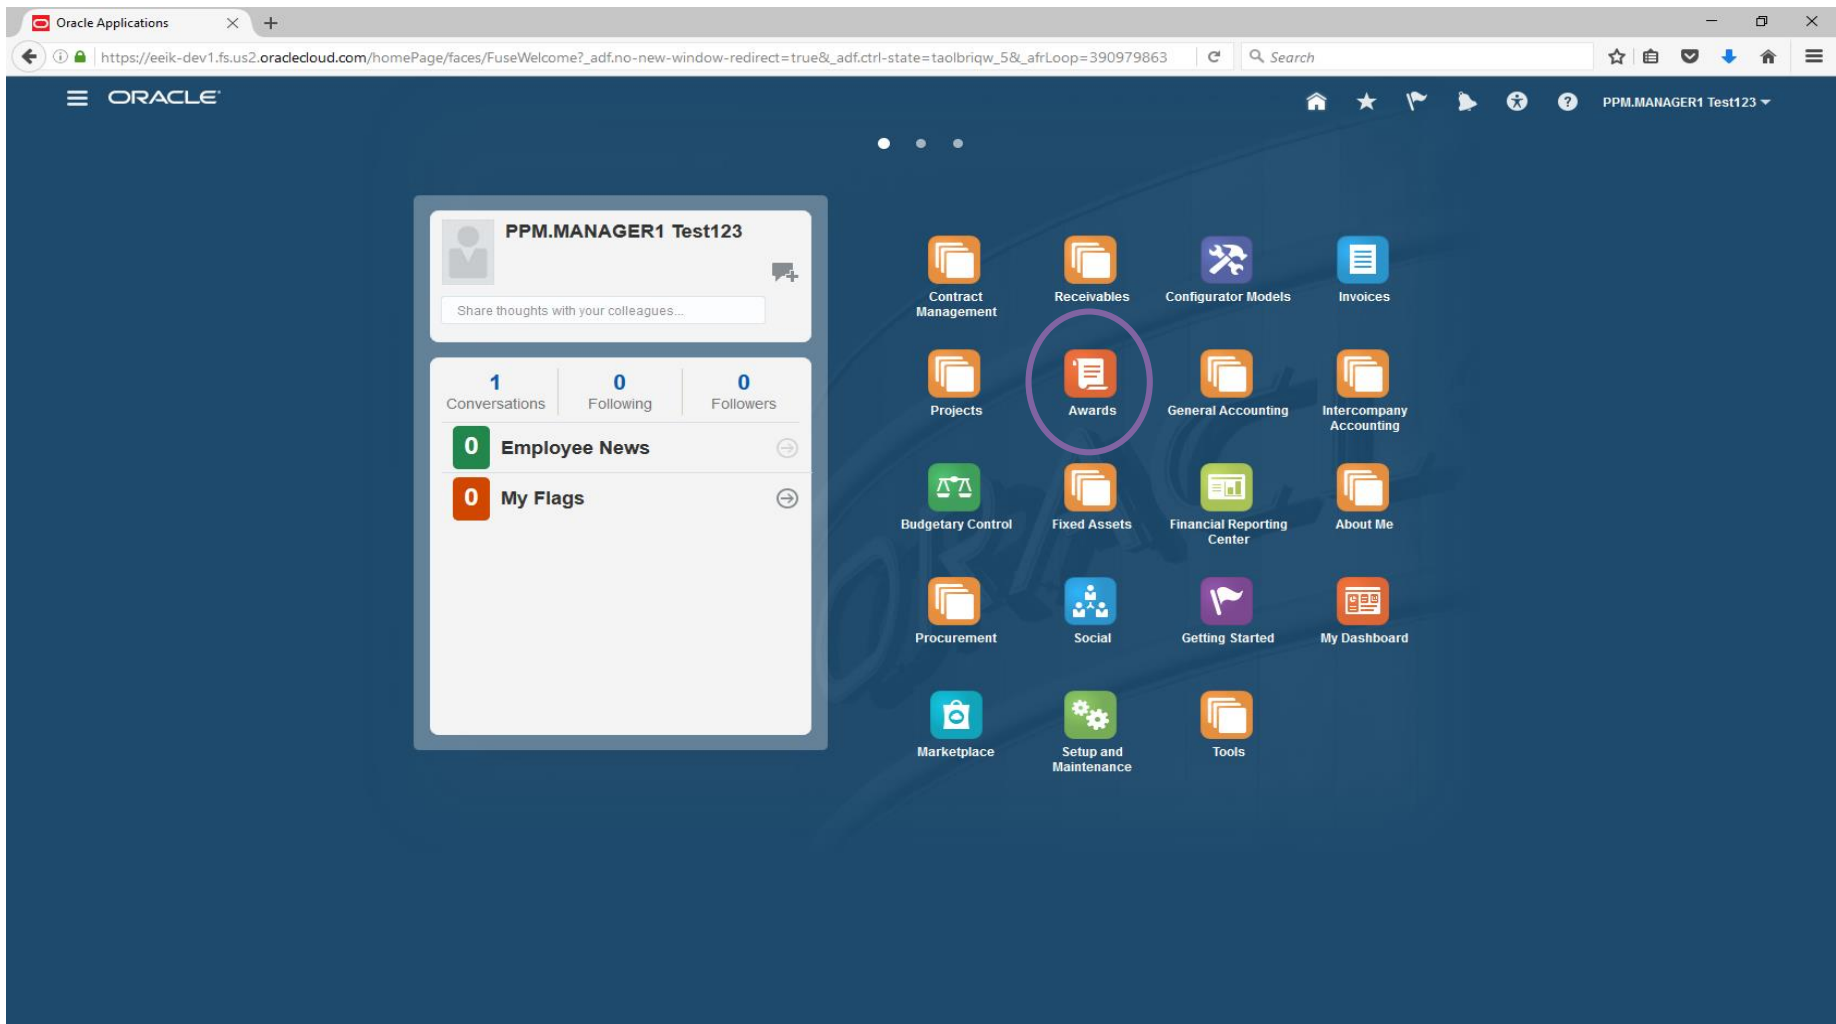 Oracle Applications
https://eeik-dev1.fs.us2.oraclecloud.com/homePage/faces/FuseWelcome?_adf.no-new-window-redirect=true&_adf.ctrl-state=taolbriqw_5&_afrLoop=390979863
Search
ORACLE
PPM.MANAGER1 Test123
PPM.MANAGER1 Test123
Share thoughts with your colleagues...
1
Conversations
0
Following
0
Followers
0 Employee News
0 My Flags
Contract
Management
Receivables
Configurator Models
Invoices
Projects
Awards
General Accounting
Intercompany
Accounting
Budgetary Control
Fixed Assets
Financial Reporting
Center
About Me
Procurement
Social
Getting Started
My Dashboard
Marketplace
Setup and
Maintenance
Tools
ORACL